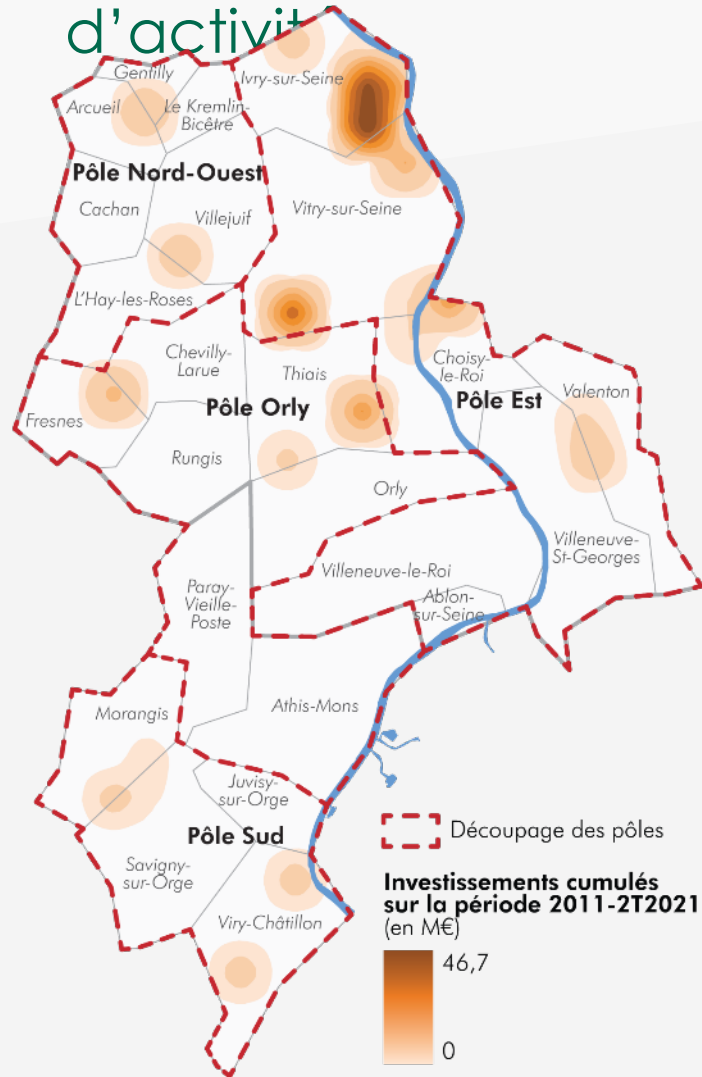 d'activité
Gentilly
Ivry-sur-Seine
Arcueil
Le Kremlin-
Bicêtre
Pôle Nord-Ouest
Cachan
Villejuif
Vitry-sur-Seine
L'Hay-les-Roses
Chevilly-
Larue
Thiais
Choisy-
le-Roi
Valenton
Fresnes
Pôle Orly
Pôle Est
Rungis
Orly
Villeneuve-
St-Georges
Villeneuve-le-Roi
Paray-
Vieille-
Poste
Ablon-
sur-Seine
Athis-Mons
Morangis
Juvisy-
sur-Orge
Pôle Sud
Savigny-
sur-Orge
Viry-Châtillon
Découpage des pôles
Investissements cumulés
sur la période 2011-2T2021
(en M€)
46,7
0